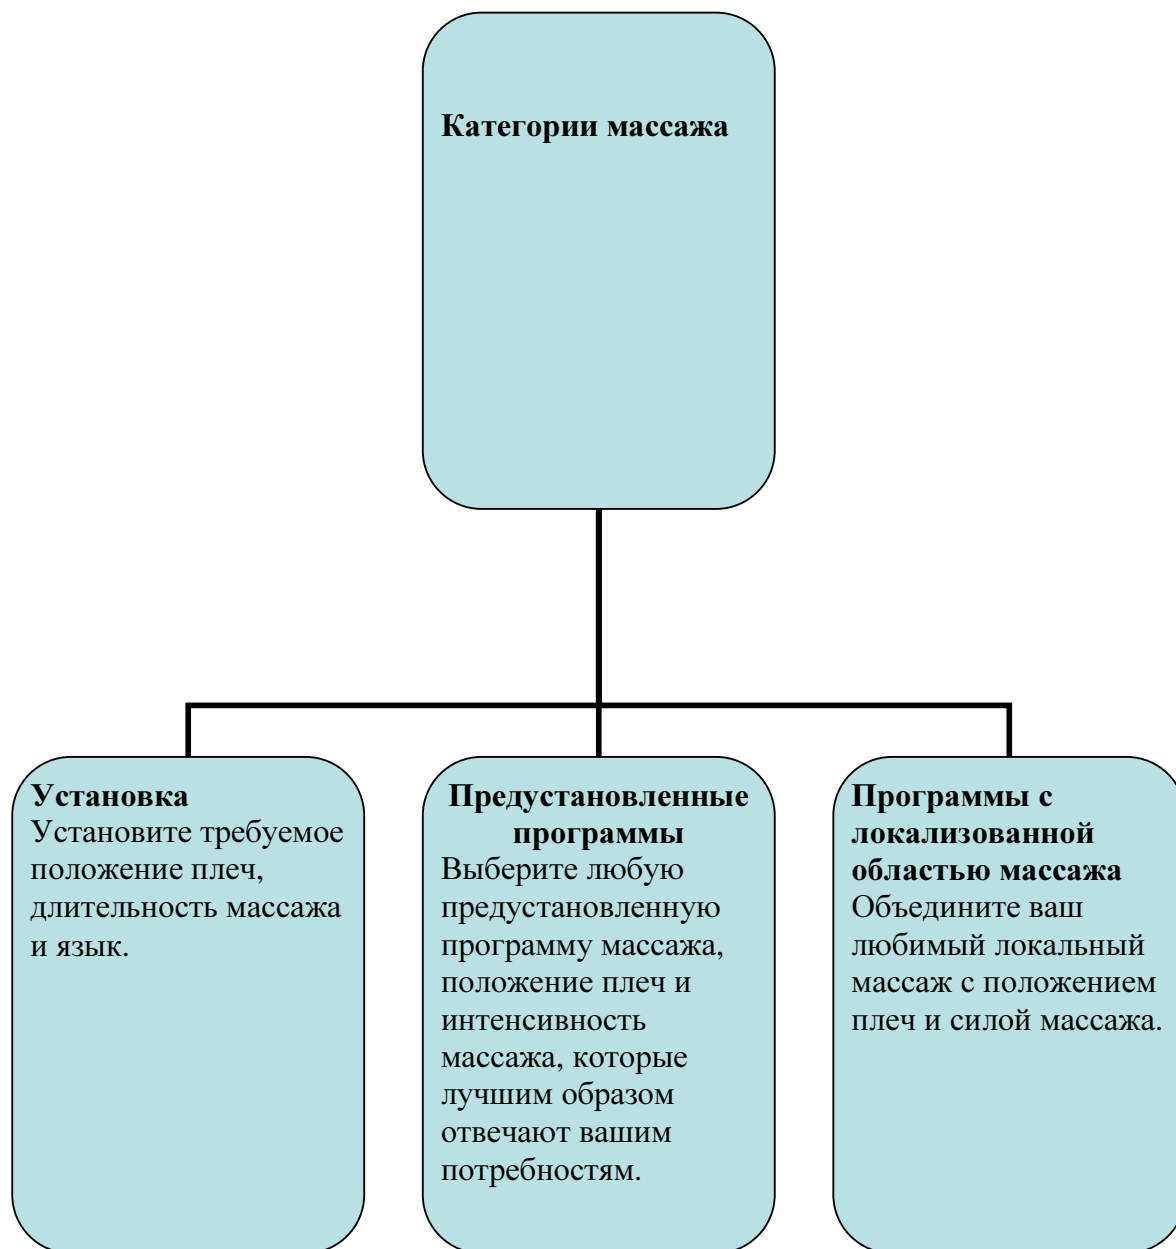 Категории массажа
Установка
Установите требуемое
положение плеч,
длительность массажа
и язык.
Предустановленные
программы
Выберите любую
предустановленную
программу массажа,
положение плеч и
интенсивность
массажа, которые
лучшим образом
отвечают вашим
потребностям.
Программы с
локализованной
областью массажа
Объедините ваш
любимый локальный
массаж с положением
плеч и силой массажа.